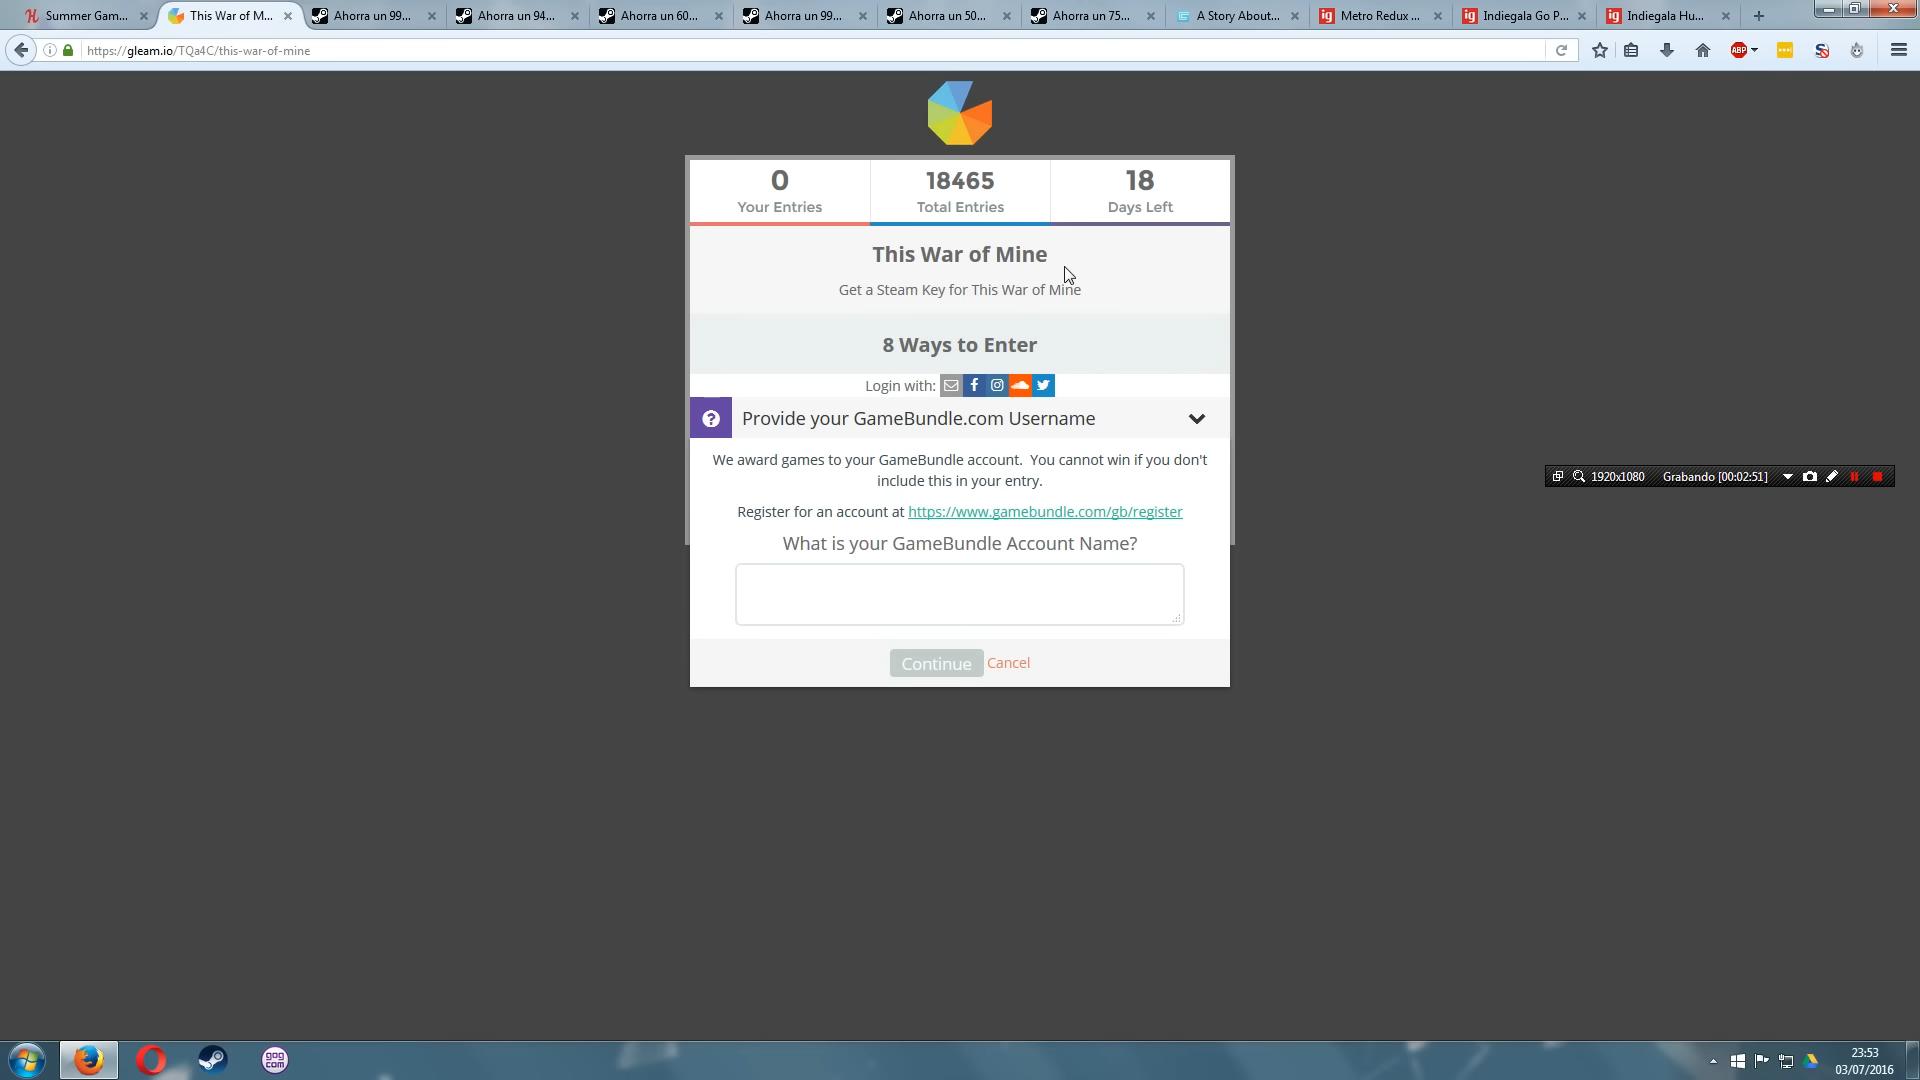 Summer Gam...
This War of M...
Ahorra un 99...
Ahorra un 94...
Ahorra un 60...
Ahorra un 99...
Ahorra un 50...
Ahorra un 75...
A Story About...
ig Metro Redux ...
ig Indiegala Go P...
ig Indiegala Hu...
https://gleam.io/TQa4C/this-war-of-mine
ABP
0
Your Entries
18465
Total Entries
18
Days Left
This War of Mine
Get a Steam Key for This War of Mine
8 Ways to Enter
Login with:
Provide your GameBundle.com Username
We award games to your GameBundle account. You cannot win if you don't
include this in your entry.
1920x1080 Grabando [00:02:51]
Register for an account at https://www.gamebundle.com/gb/register
What is your GameBundle Account Name?
Continue Cancel
gog
com
23:53
03/07/2016